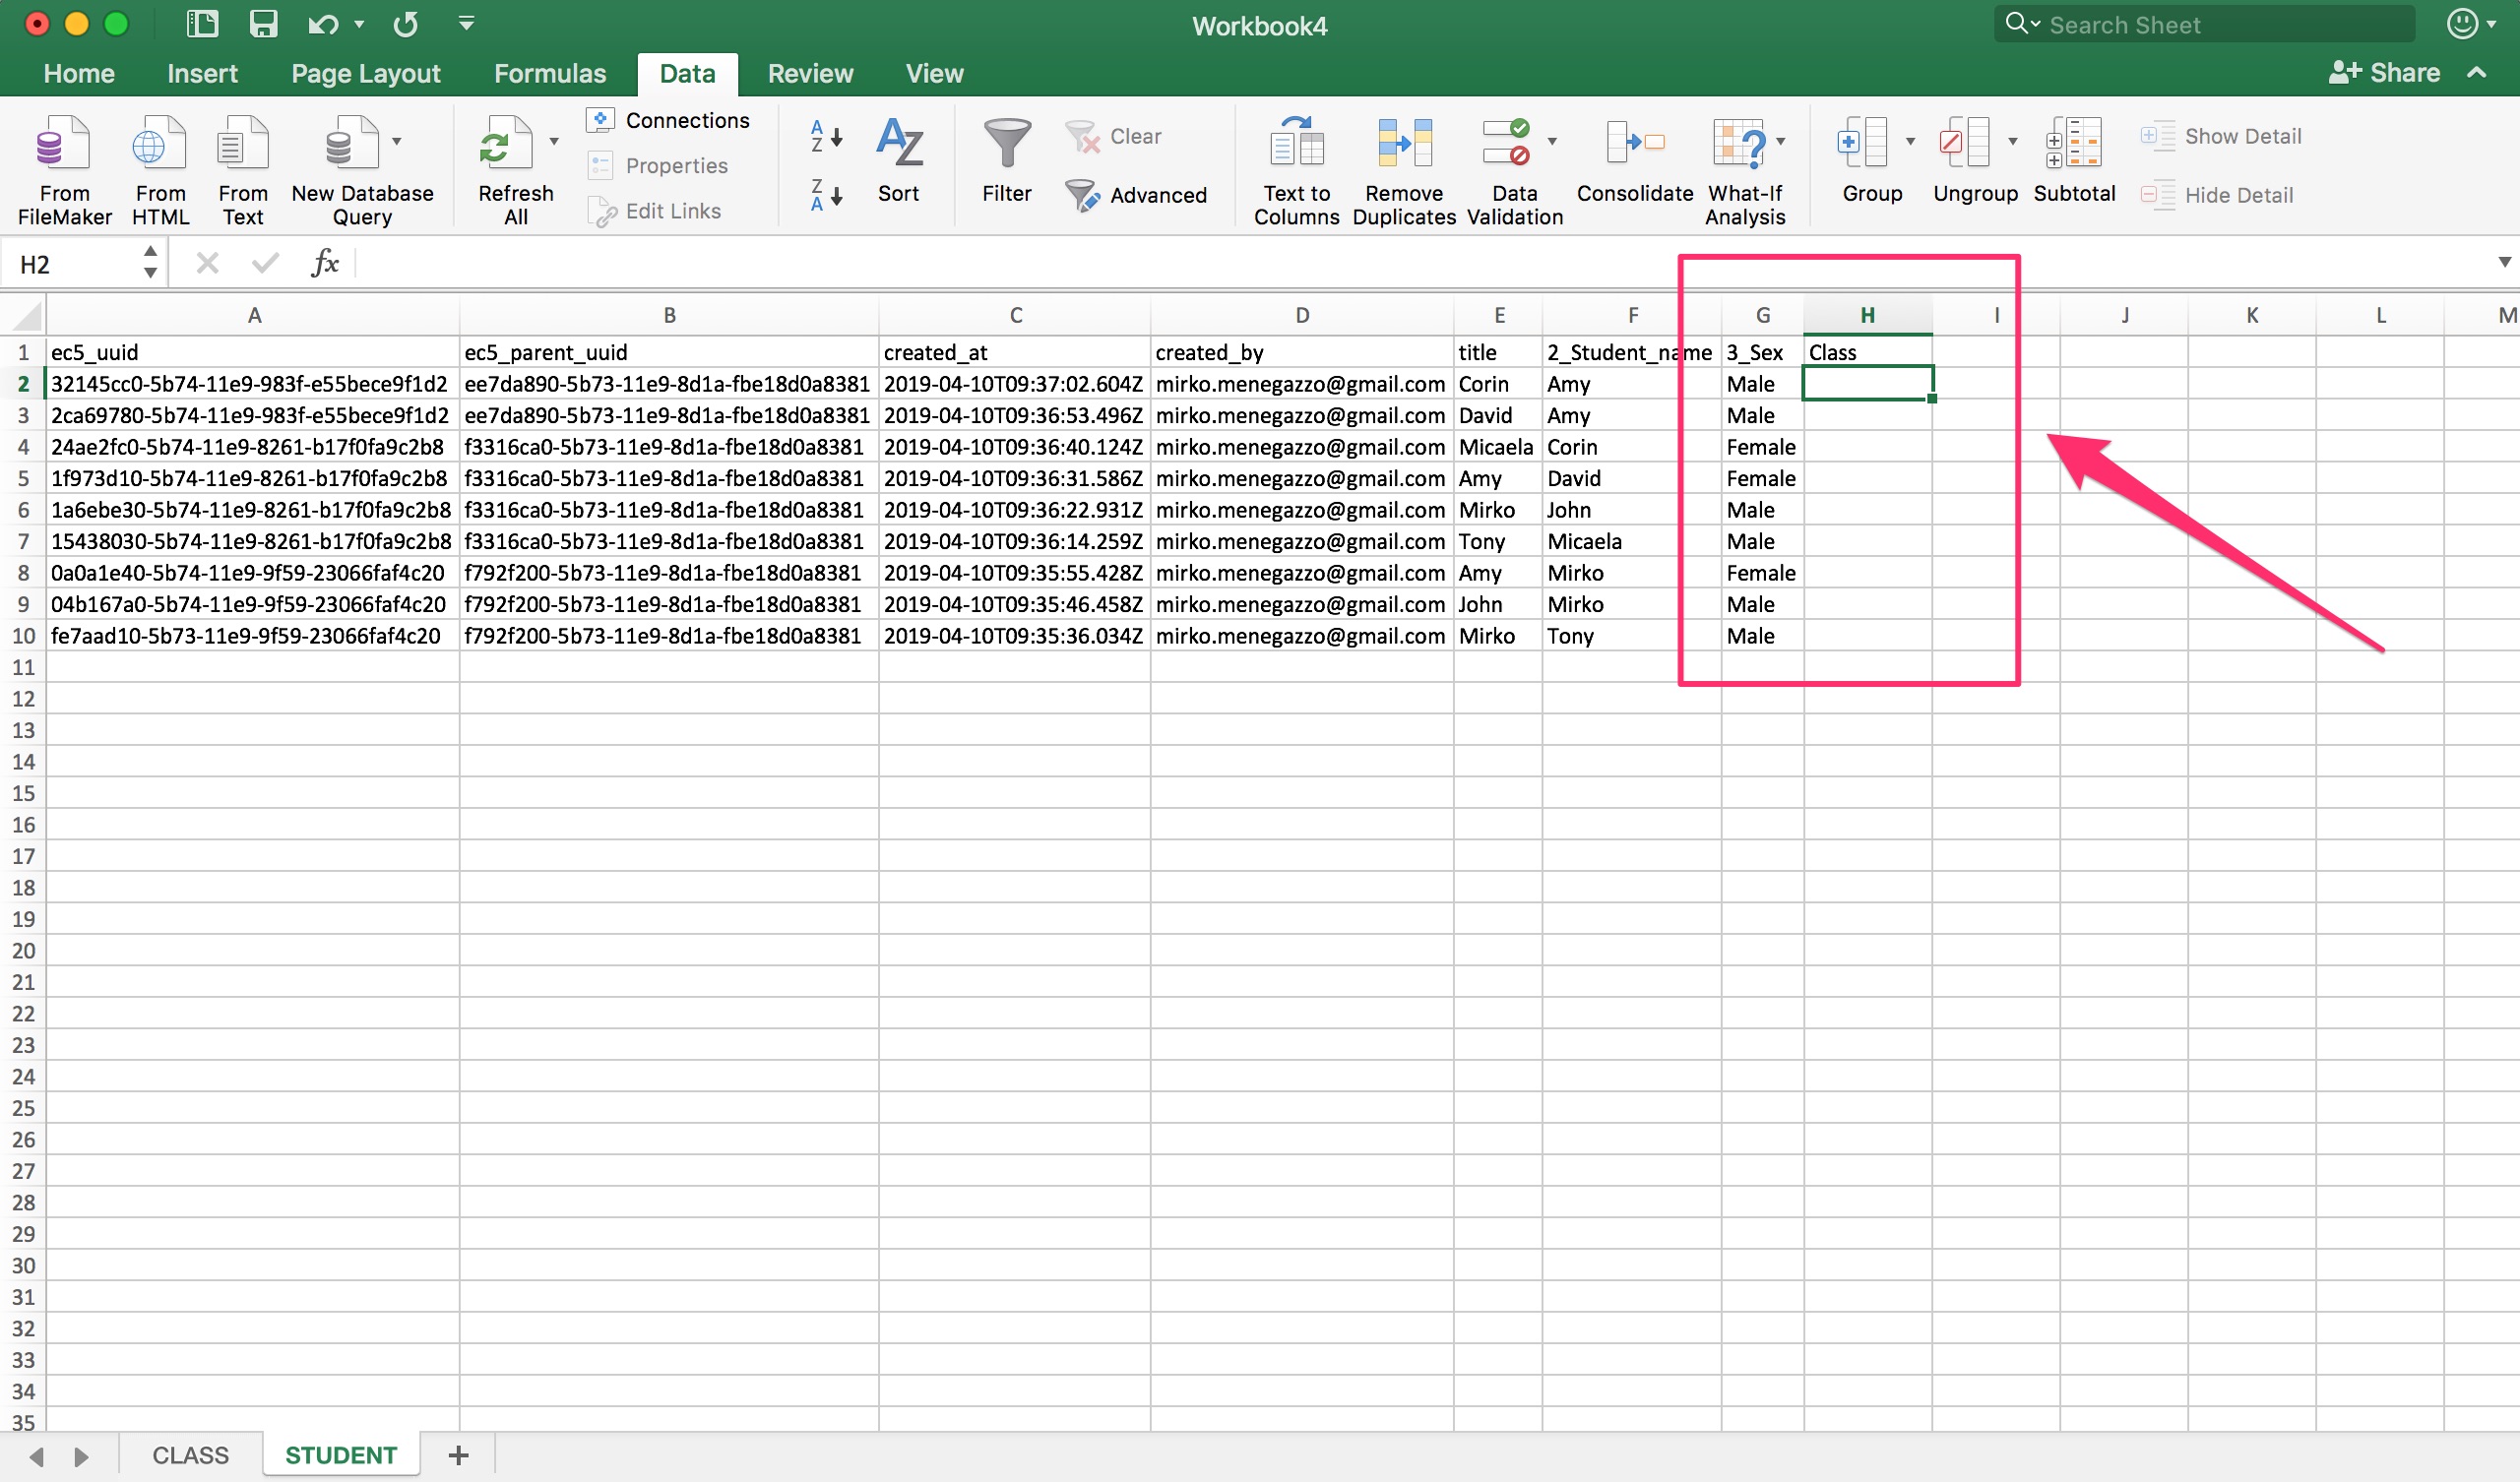 Workbook4
Search Sheet
Home Insert Page Layout Formulas Data Review View
Share
From FileMaker
From HTML
From Text
New Database Query
Refresh All
Connections
Properties
Edit Links
A Z
Z A
AZ
Sort
Filter
Clear
Advanced
Text to Columns
Remove Duplicates
Data Validation
Consolidate
What-If Analysis
Group
Ungroup
Subtotal
Show Detail
Hide Detail
H2 fx
A B C D E F G H I J K L M
1 ec5_uuid ec5_parent_uuid created_at created_by title 2_Student_name 3_Sex Class
2 32145cc0-5b74-11e9-983f-e55bece9f1d2 ee7da890-5b73-11e9-8d1a-fbe18d0a8381 2019-04-10T09:37:02.604Z mirko.menegazzo@gmail.com Corin Amy Male
3 2ca69780-5b74-11e9-983f-e55bece9f1d2 ee7da890-5b73-11e9-8d1a-fbe18d0a8381 2019-04-10T09:36:53.496Z mirko.menegazzo@gmail.com David Amy Male
4 24ae2fc0-5b74-11e9-8261-b17f0fa9c2b8 f3316ca0-5b73-11e9-8d1a-fbe18d0a8381 2019-04-10T09:36:40.124Z mirko.menegazzo@gmail.com Micaela Corin Female
5 1f973d10-5b74-11e9-8261-b17f0fa9c2b8 f3316ca0-5b73-11e9-8d1a-fbe18d0a8381 2019-04-10T09:36:31.586Z mirko.menegazzo@gmail.com Amy David Female
6 1a6ebe30-5b74-11e9-8261-b17f0fa9c2b8 f3316ca0-5b73-11e9-8d1a-fbe18d0a8381 2019-04-10T09:36:22.931Z mirko.menegazzo@gmail.com Mirko John Male
7 15438030-5b74-11e9-8261-b17f0fa9c2b8 f3316ca0-5b73-11e9-8d1a-fbe18d0a8381 2019-04-10T09:36:14.259Z mirko.menegazzo@gmail.com Tony Micaela Male
8 0a0a1e40-5b74-11e9-9f59-23066faf4c20 f792f200-5b73-11e9-8d1a-fbe18d0a8381 2019-04-10T09:35:55.428Z mirko.menegazzo@gmail.com Amy Mirko Female
9 04b167a0-5b74-11e9-9f59-23066faf4c20 f792f200-5b73-11e9-8d1a-fbe18d0a8381 2019-04-10T09:35:46.458Z mirko.menegazzo@gmail.com John Mirko Male
10 fe7aad10-5b73-11e9-9f59-23066faf4c20 f792f200-5b73-11e9-8d1a-fbe18d0a8381 2019-04-10T09:35:36.034Z mirko.menegazzo@gmail.com Mirko Tony Male
11
12
13
14
15
16
17
18
19
20
21
22
23
24
25
26
27
28
29
30
31
32
33
34
35
CLASS STUDENT +